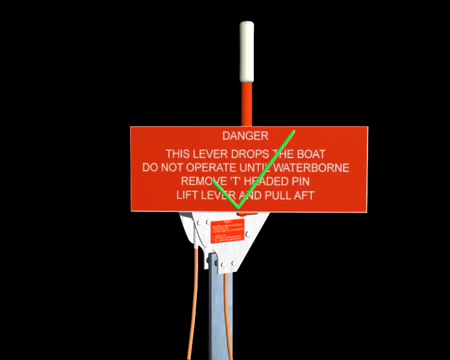 DANGER
THIS LEVER DROPS THE BOAT
DO NOT OPERATE UNTIL WATERBORNE
REMOVE 'T' HEADED PIN
LIFT LEVER AND PULL AFT